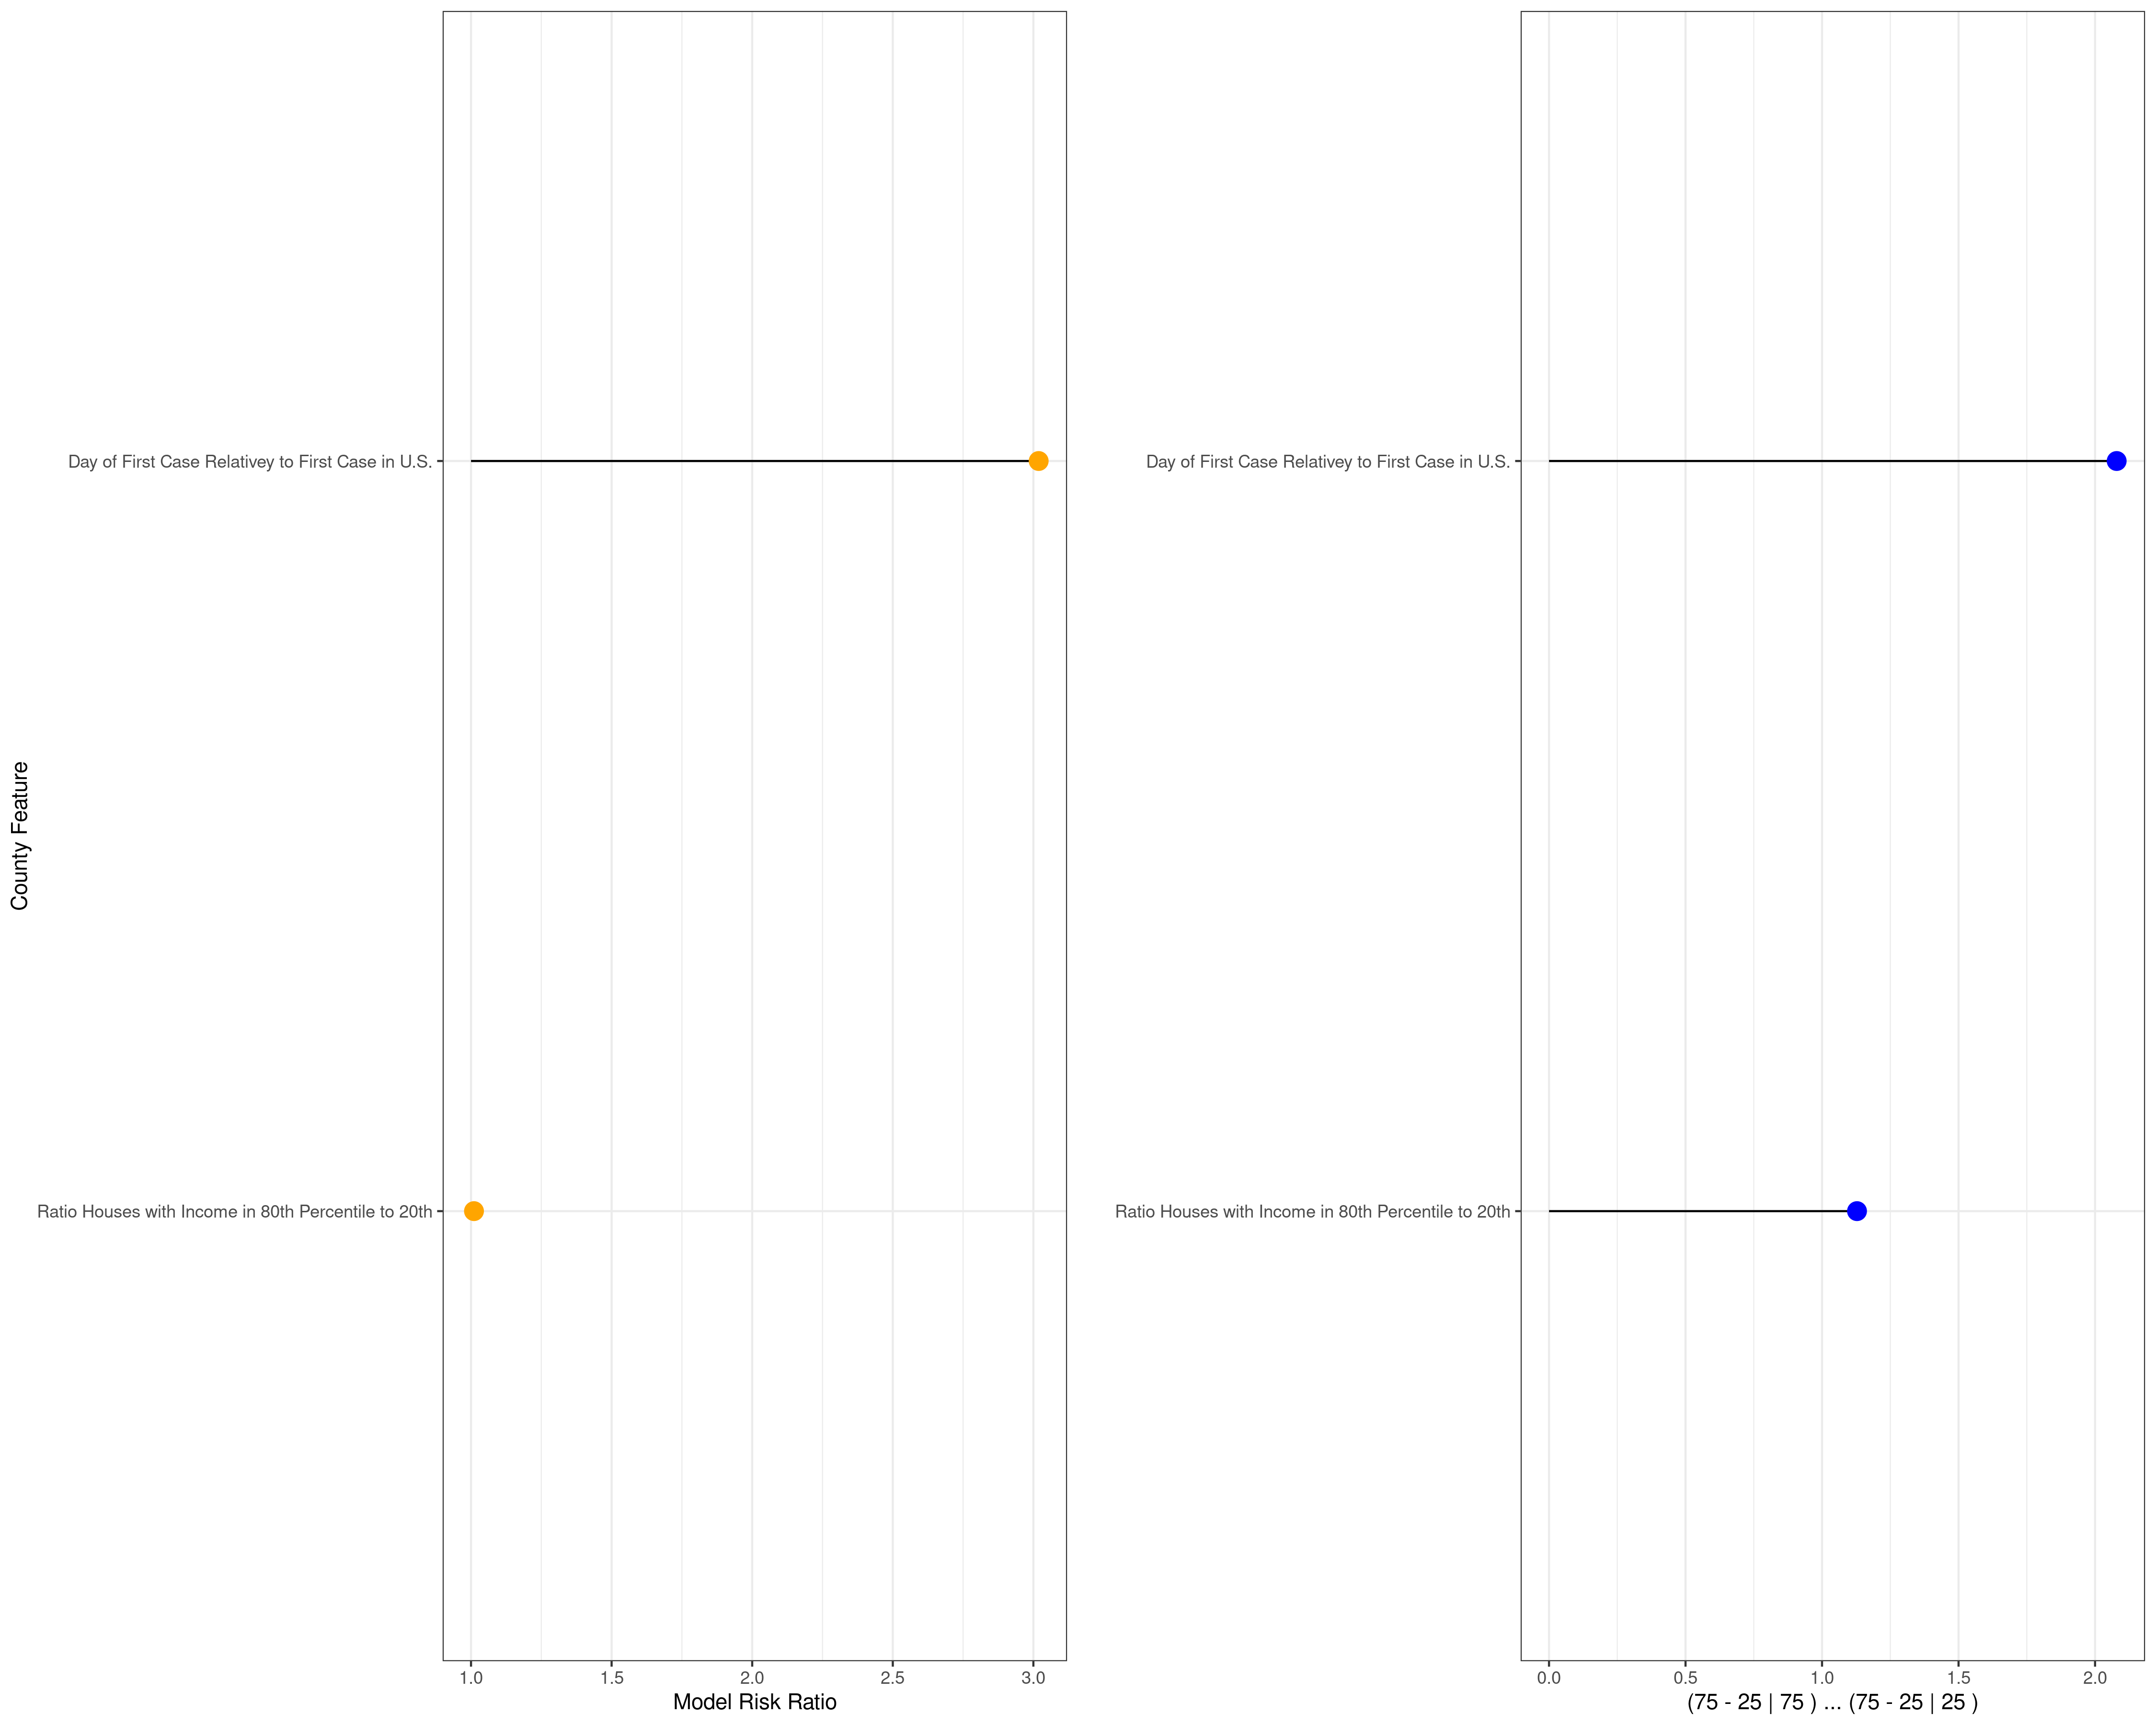 County Feature
Day of First Case Relativey to First Case in U.S.
Ratio Houses with Income in 80th Percentile to 20th
1.0 1.5 2.0 2.5 3.0
Model Risk Ratio
Day of First Case Relativey to First Case in U.S.
Ratio Houses with Income in 80th Percentile to 20th
0.0 0.5 1.0 1.5 2.0
(75 - 25 | 75 ) ... (75 - 25 | 25 )